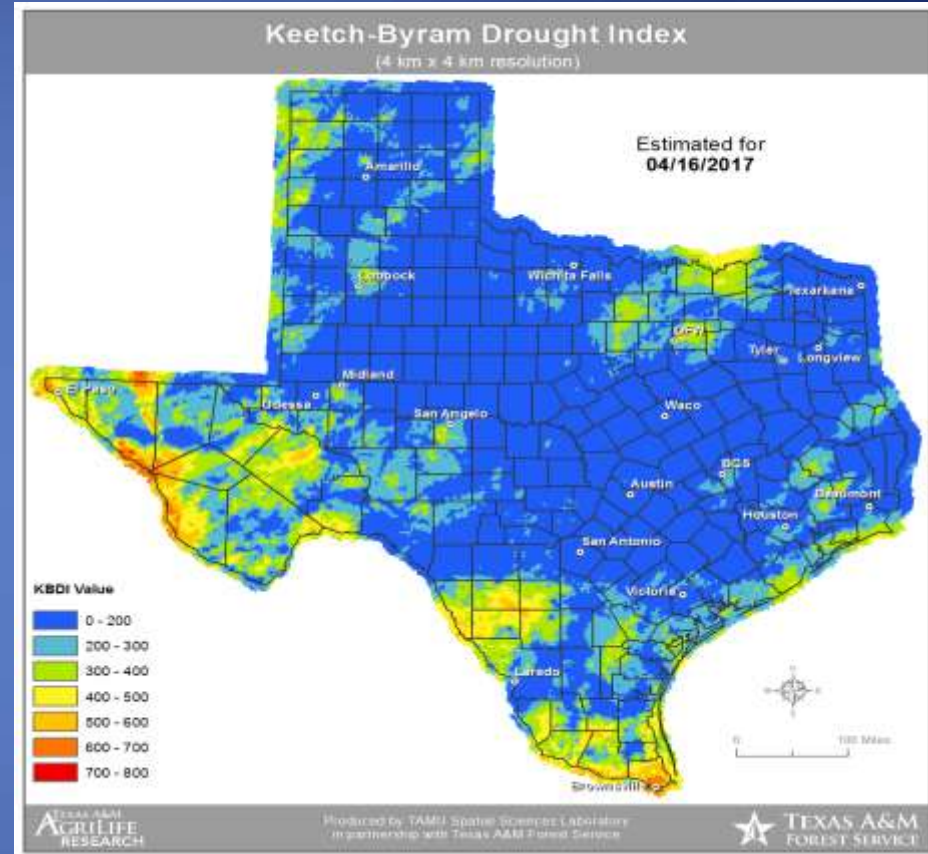 Keetch-Byram Drought Index
(4 km x 4 km resolution)
Estimated for
04/16/2017
Amarillo
Lubbock
Wichita Falls
Texarkana
DFW
Tyler
Longview
El Paso
Midland
Odessa
San Angelo
Waco
BCS
Austin
Beaumont
Houston
San Antonio
Victoria
Laredo
Brownsville
KBDI Value
0 - 200
200 - 300
300 - 400
400 - 500
500 - 600
600 - 700
700 - 800
0
100 Miles
TEXAS A&M
AGRILIFE
RESEARCH
Produced by TAMU Spatial Sciences Laboratory
in partnership with Texas A&M Forest Service
TEXAS A&M
FOREST SERVICE